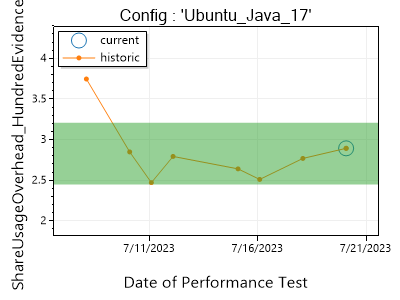 Config : 'Ubuntu_Java_17'
current
historic
ShareUsageOverhead_HundredEvidence
4
3.5
3
2.5
2
7/11/2023
7/16/2023
7/21/2023
Date of Performance Test